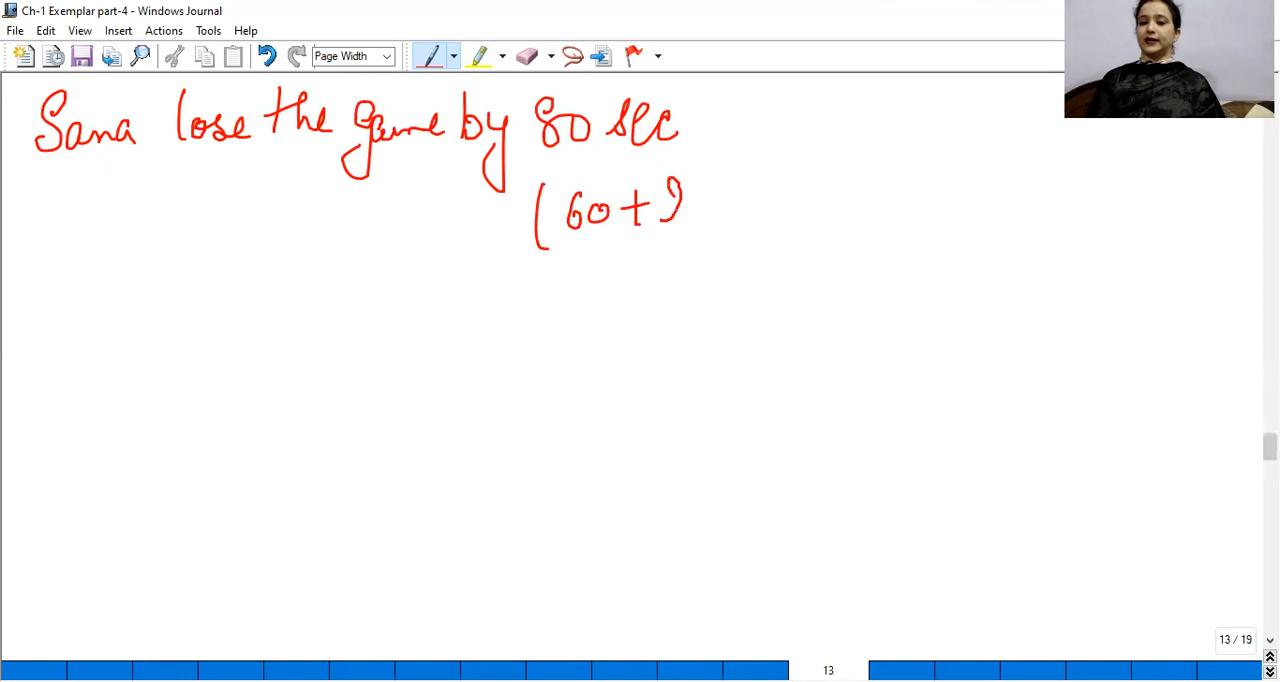 Ch-1 Exemplar part-4 - Windows Journal
File Edit View Insert Actions Tools Help
Page Width
Sana lose the game by 80 sec
(60 +
13 / 19
13